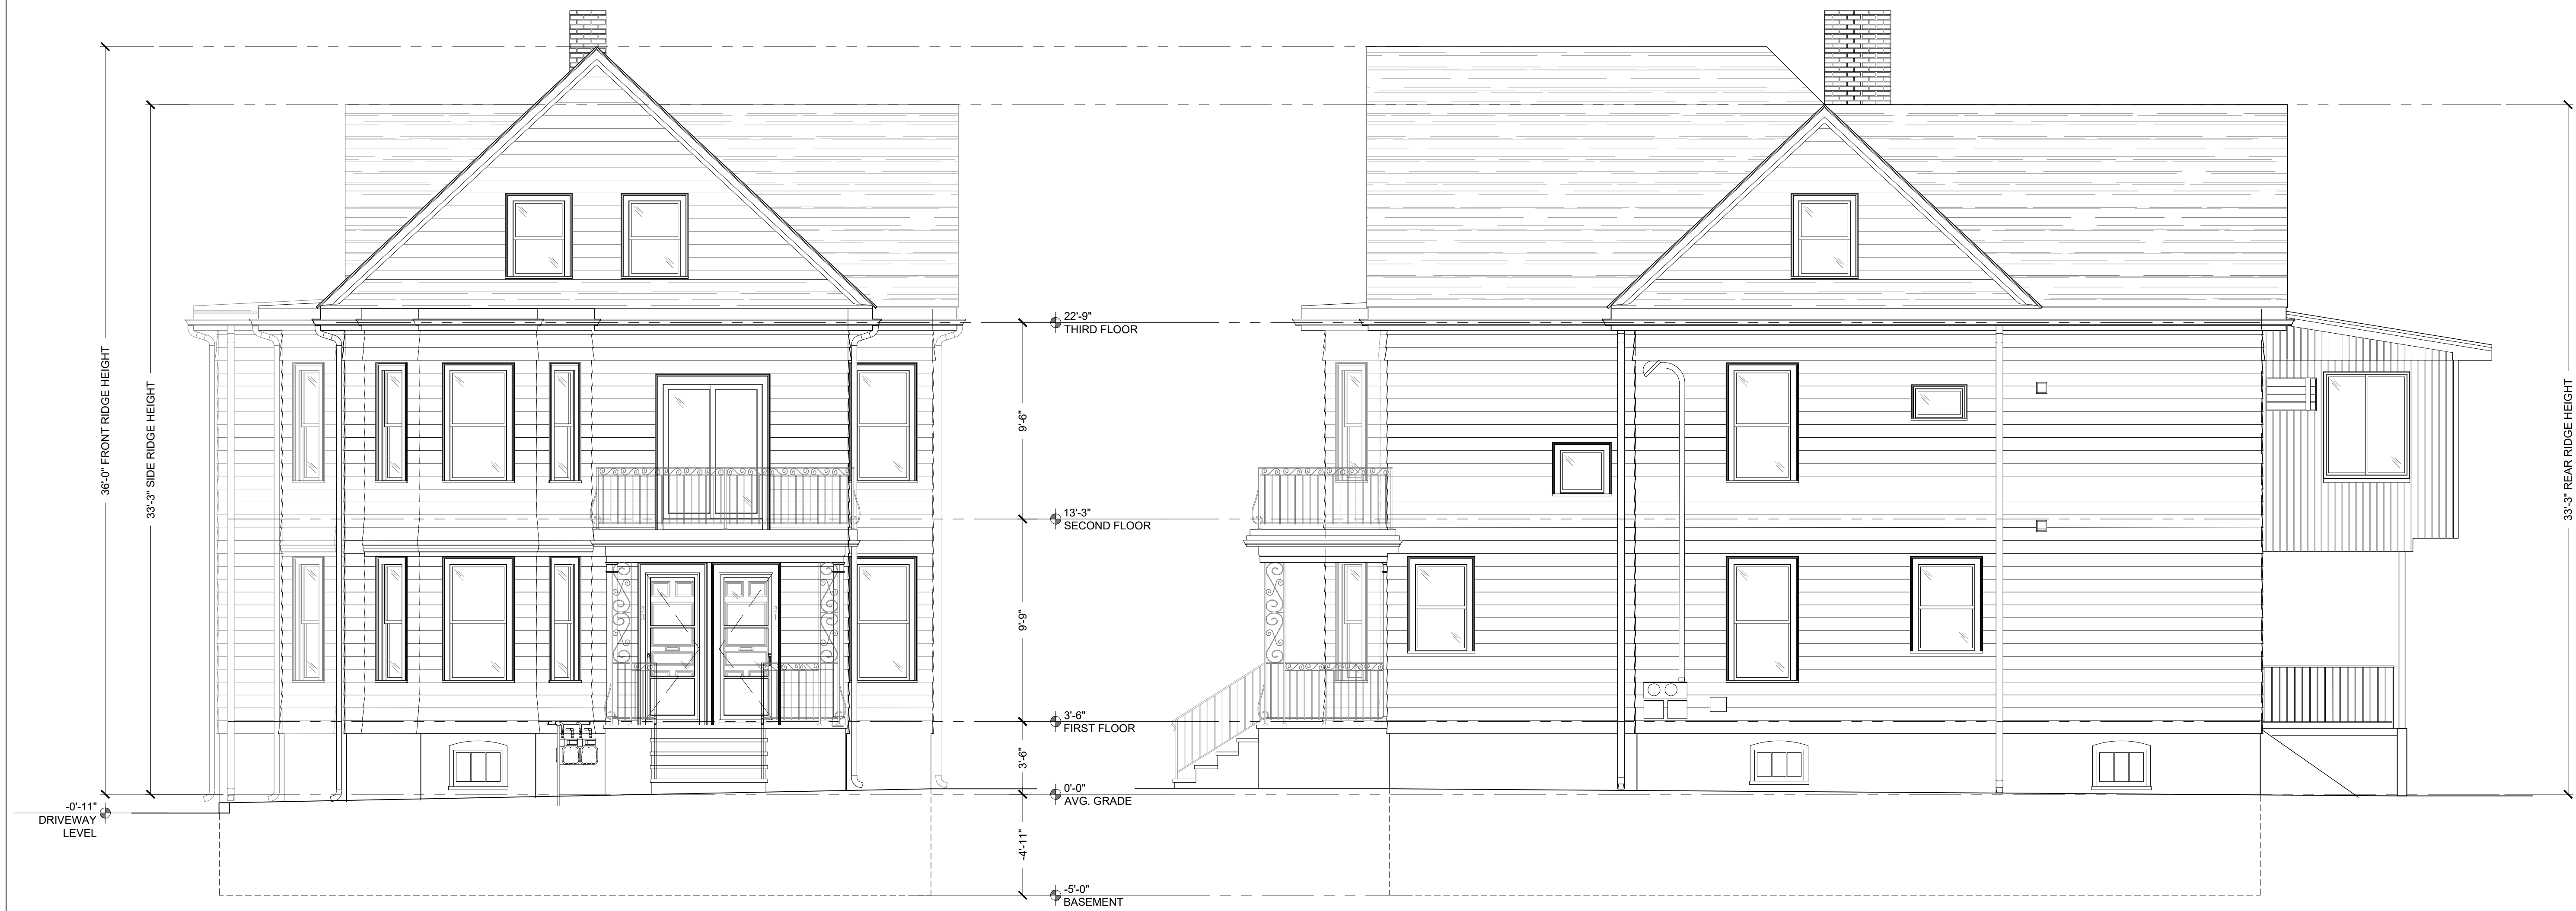 36'-0" FRONT RIDGE HEIGHT
33'-3" SIDE RIDGE HEIGHT
-0'-11"
DRIVEWAY
LEVEL
9'-6"
9'-9"
3'-6"
-4'-11"
22'-9"
THIRD FLOOR
13'-3"
SECOND FLOOR
3'-6"
FIRST FLOOR
0'-0"
AVG. GRADE
-5'-0"
BASEMENT
33'-3" REAR RIDGE HEIGHT